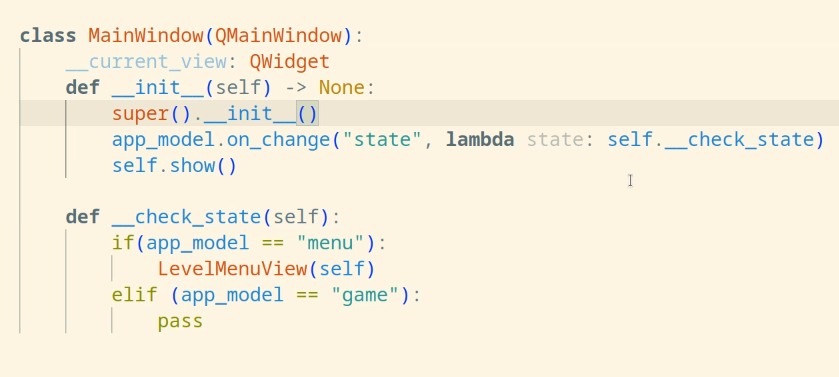 class MainWindow(QMainWindow):
    __current_view: QWidget
    def __init__(self) -> None:
        super().__init__()
        app_model.on_change("state", lambda state: self.__check_state)
        self.show()

    def __check_state(self):
        if(app_model == "menu"):
            LevelMenuView(self)
        elif (app_model == "game"):
            pass